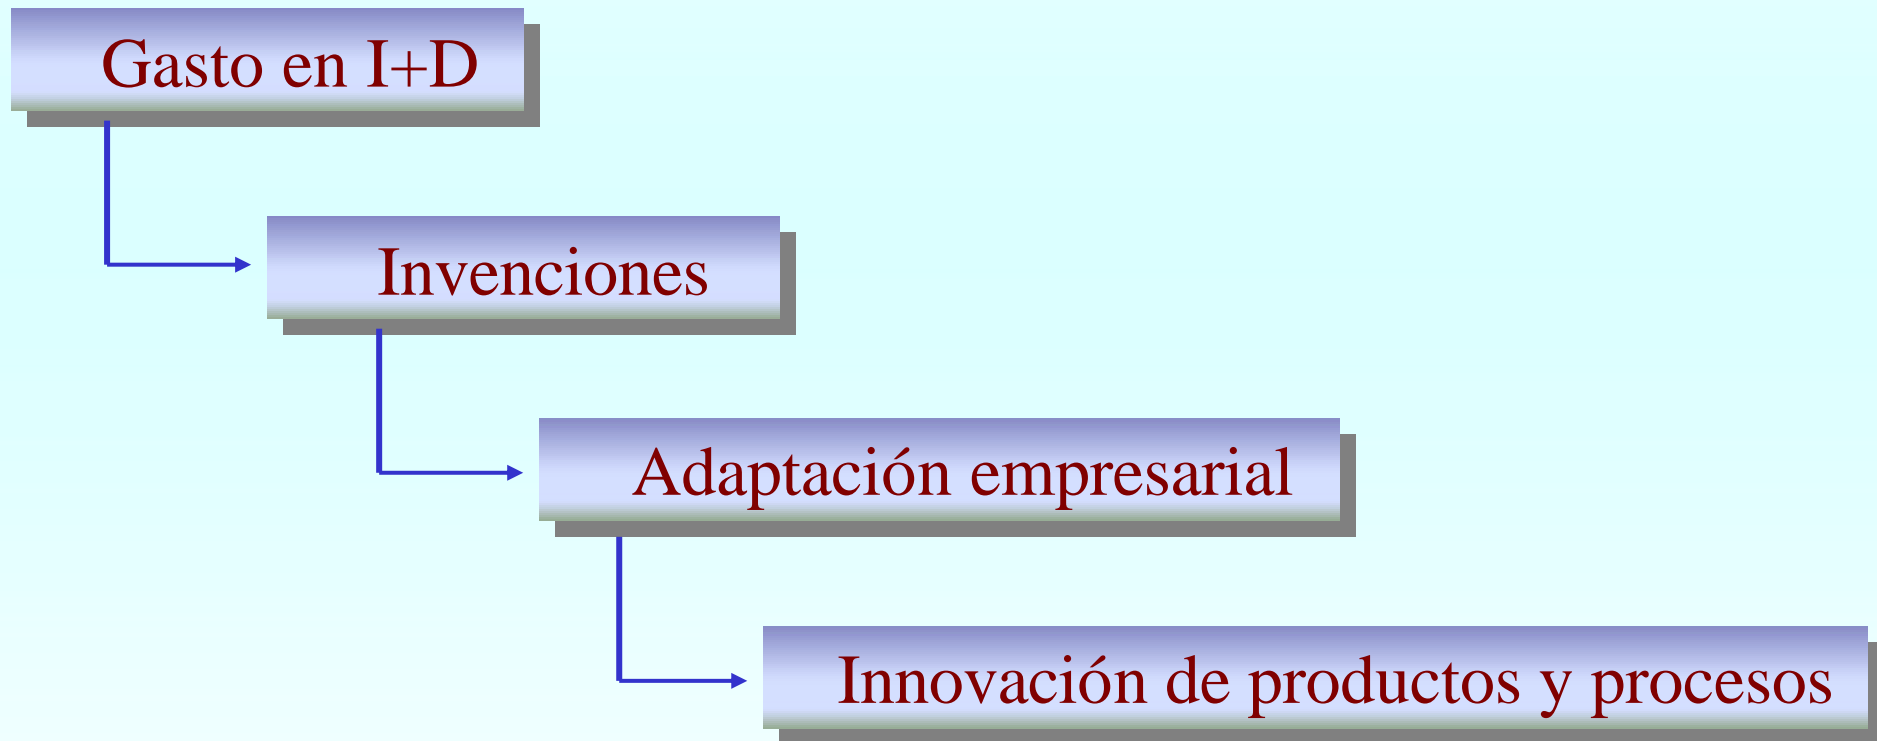 Gasto en I+D
Invenciones
Adaptación empresarial
Innovación de productos y procesos